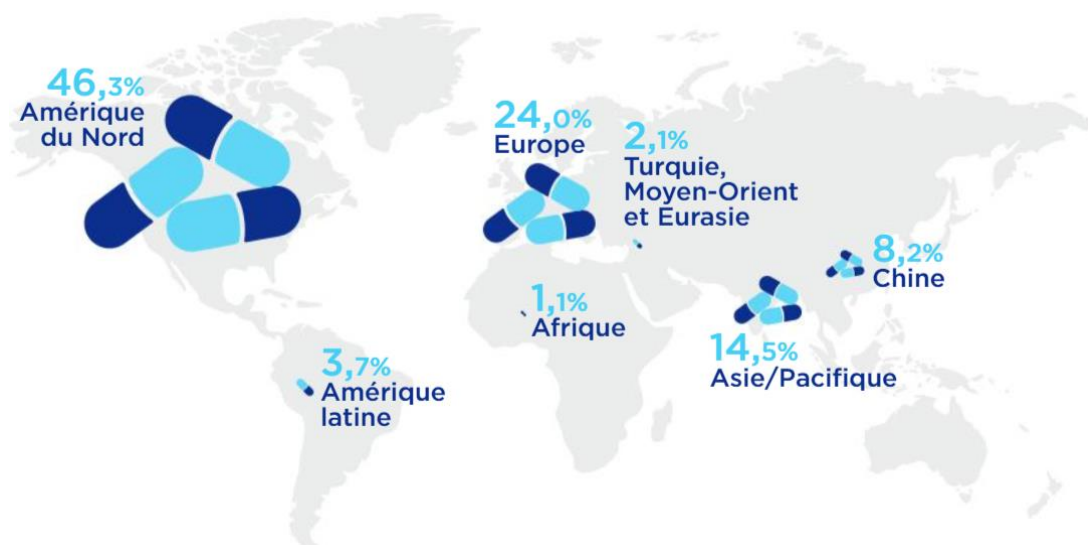 46,3%
Amérique
du Nord
24,0%
Europe
2,1%
Turquie,
Moyen-Orient
et Eurasie
8,2%
Chine
1,1%
Afrique
14,5%
Asie/Pacifique
3,7%
Amérique
latine